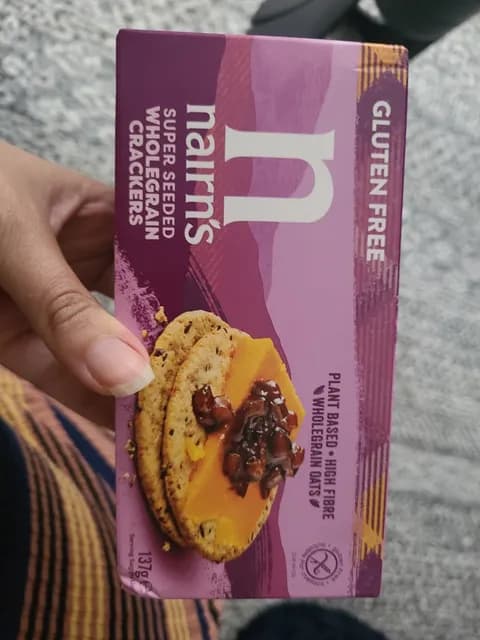 GLUTEN FREE
n
nairn's
SUPER SEEDED
WHOLEGRAIN
CRACKERS
PLANT BASED • HIGH FIBRE
WHOLEGRAIN OATS
137g e